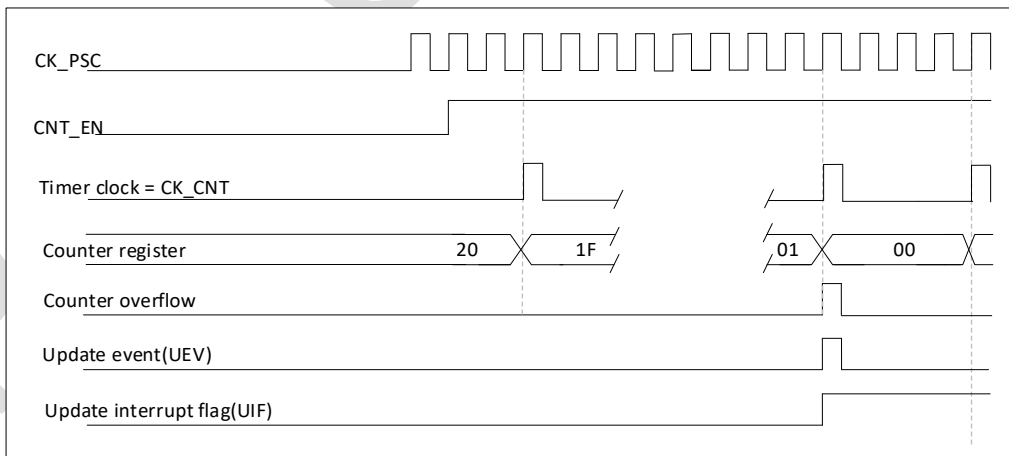 CK_PSC
CNT_EN
Timer clock = CK_CNT
Counter register 20 1F 01 00
Counter overflow
Update event(UEV)
Update interrupt flag(UIF)